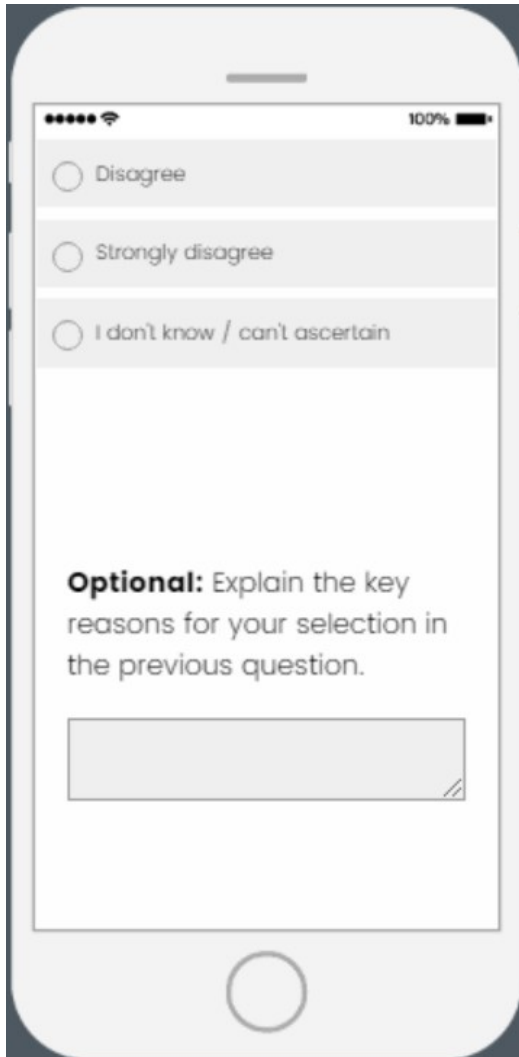 100%
Disagree
Strongly disagree
I don't know / can't ascertain
Optional: Explain the key
reasons for your selection in
the previous question.